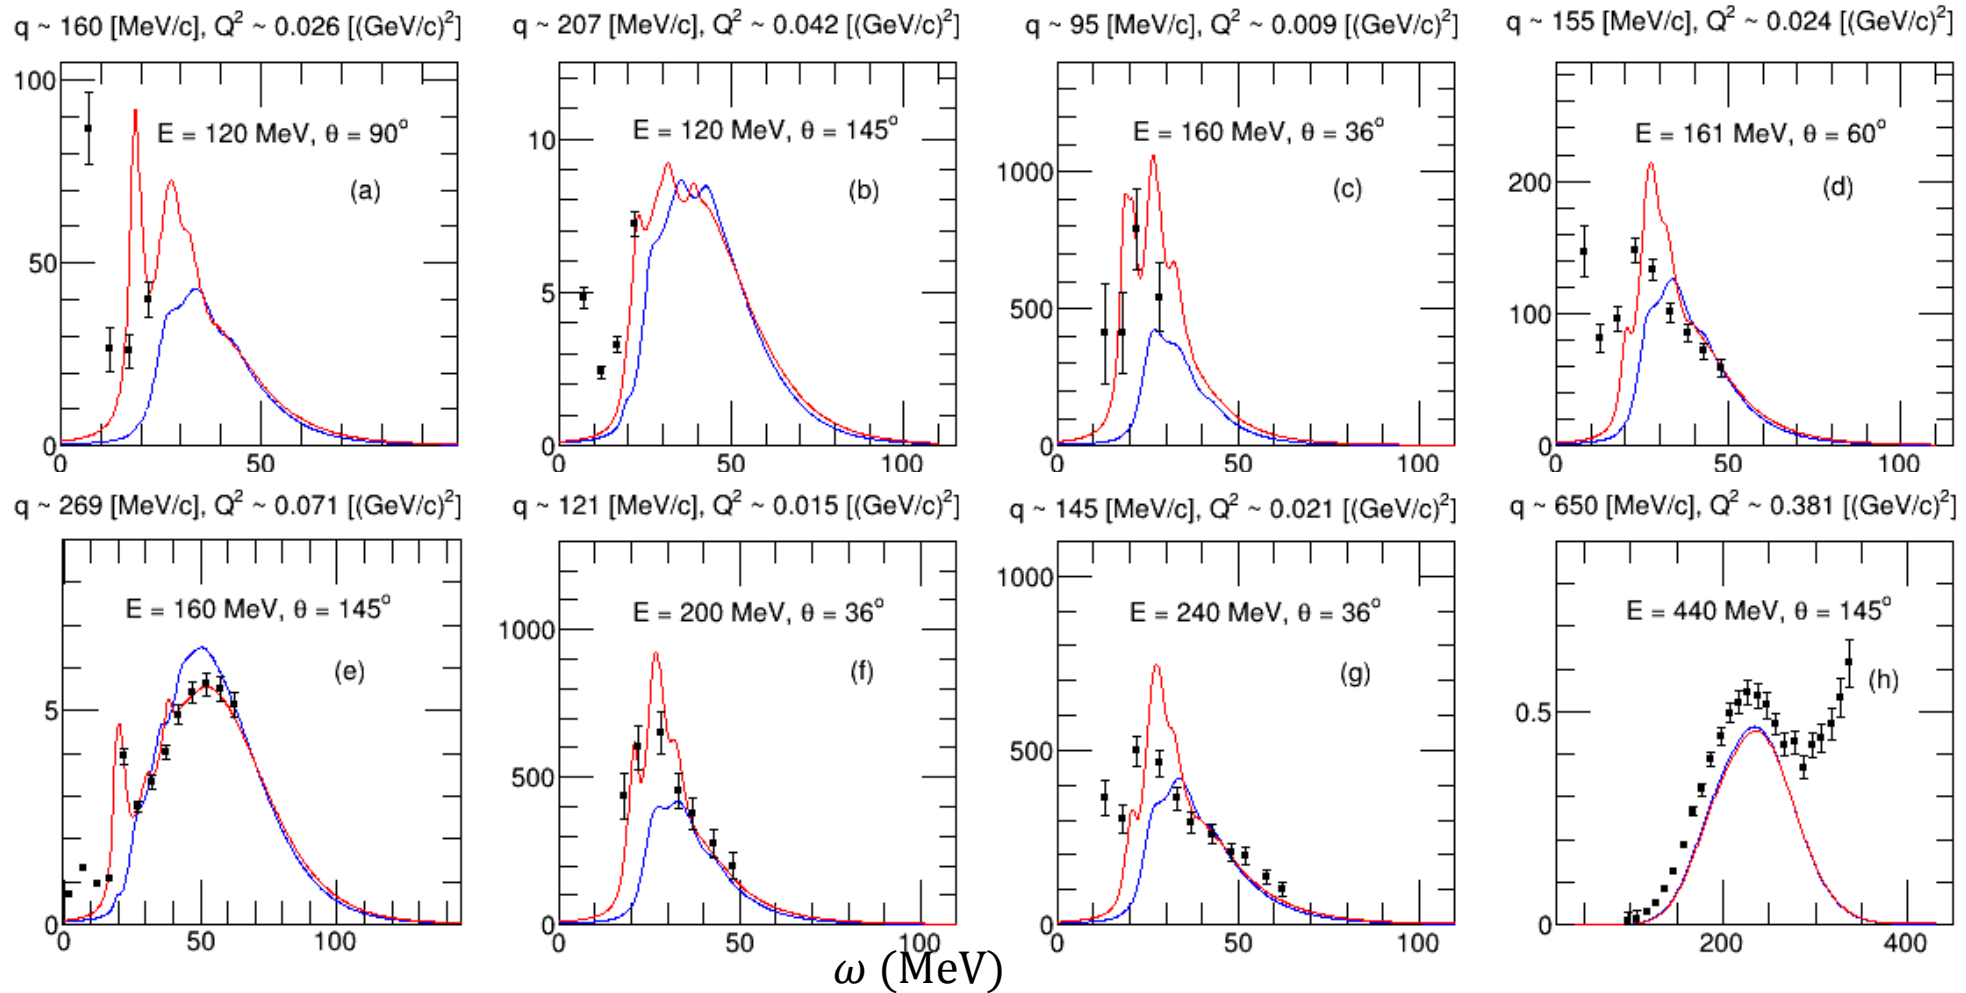 q ~ 160 [MeV/c], Q² ~ 0.026 [(GeV/c)²]
100
50
0
0
50
E = 120 MeV, θ = 90°
(a)
q ~ 207 [MeV/c], Q² ~ 0.042 [(GeV/c)²]
10
5
0
0
50
100
E = 120 MeV, θ = 145°
(b)
q ~ 95 [MeV/c], Q² ~ 0.009 [(GeV/c)²]
1000
500
0
0
50
100
E = 160 MeV, θ = 36°
(c)
q ~ 155 [MeV/c], Q² ~ 0.024 [(GeV/c)²]
200
100
0
0
50
100
E = 161 MeV, θ = 60°
(d)
q ~ 269 [MeV/c], Q² ~ 0.071 [(GeV/c)²]
5
0
0
50
100
E = 160 MeV, θ = 145°
(e)
q ~ 121 [MeV/c], Q² ~ 0.015 [(GeV/c)²]
1000
500
0
0
50
100
E = 200 MeV, θ = 36°
(f)
q ~ 145 [MeV/c], Q² ~ 0.021 [(GeV/c)²]
1000
500
0
0
50
100
E = 240 MeV, θ = 36°
(g)
q ~ 650 [MeV/c], Q² ~ 0.381 [(GeV/c)²]
0.5
0
200
400
E = 440 MeV, θ = 145°
(h)
ω (MeV)